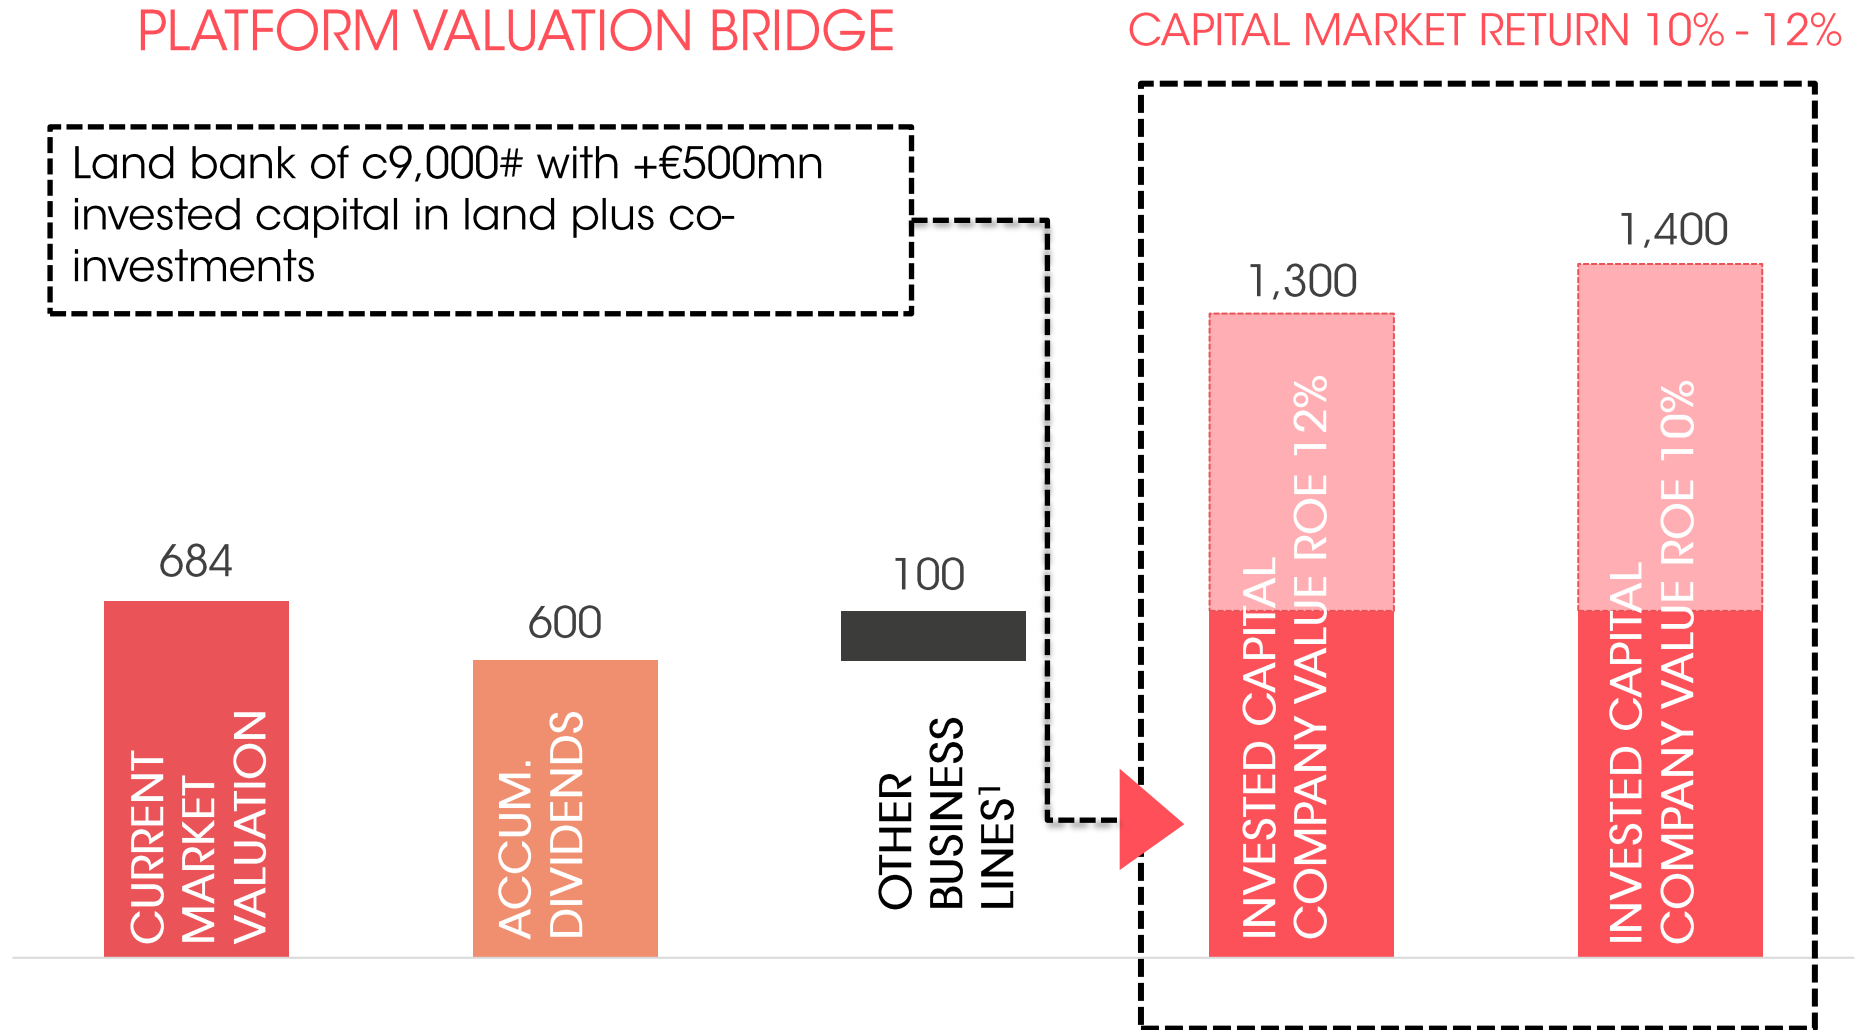 PLATFORM VALUATION BRIDGE
CAPITAL MARKET RETURN 10% - 12%
Land bank of c9,000# with +€500mn
invested capital in land plus co-
investments
684
600
100
1,300
1,400
CURRENT
MARKET
VALUATION
ACCUM.
DIVIDENDS
OTHER
BUSINESS
LINES¹
INVESTED CAPITAL
COMPANY VALUE ROE 12%
INVESTED CAPITAL
COMPANY VALUE ROE 10%